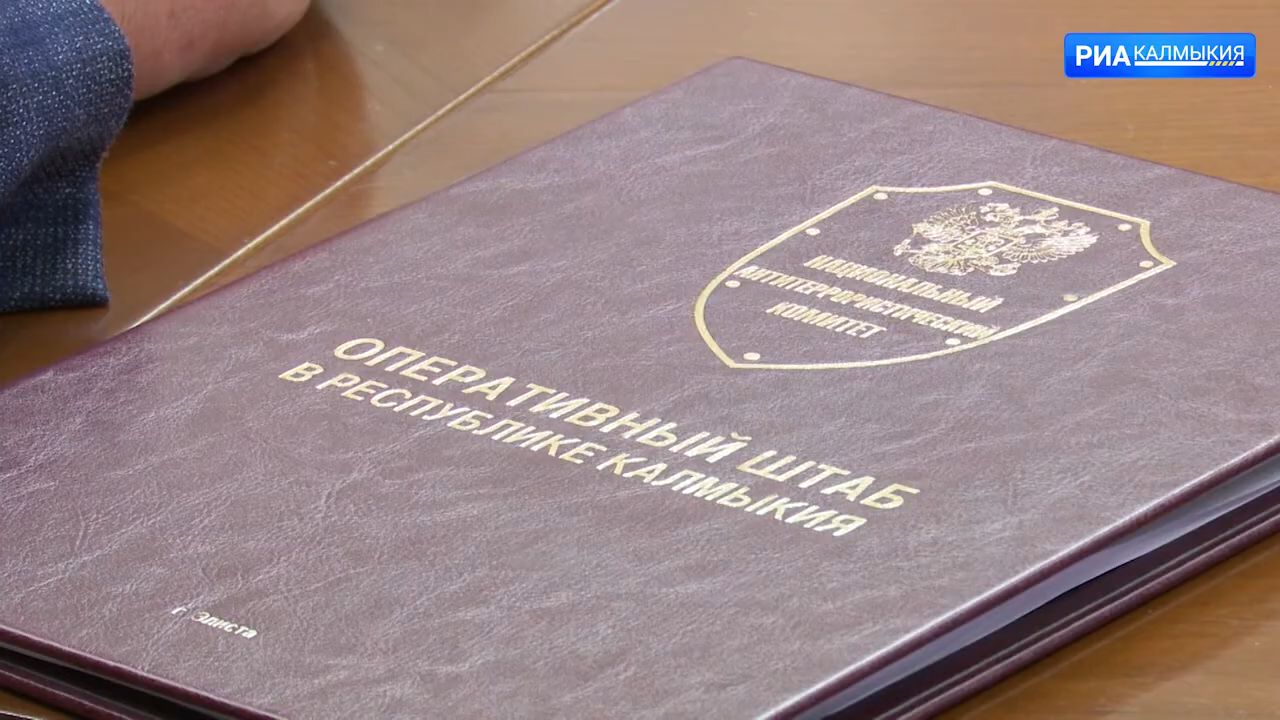 РИА КАЛМЫКИЯ
НАЦИОНАЛЬНЫЙ
АНТИТЕРРОРИСТИЧЕСКИЙ
КОМИТЕТ
ОПЕРАТИВНЫЙ ШТАБ
В РЕСПУБЛИКЕ КАЛМЫКИЯ
г. Элиста